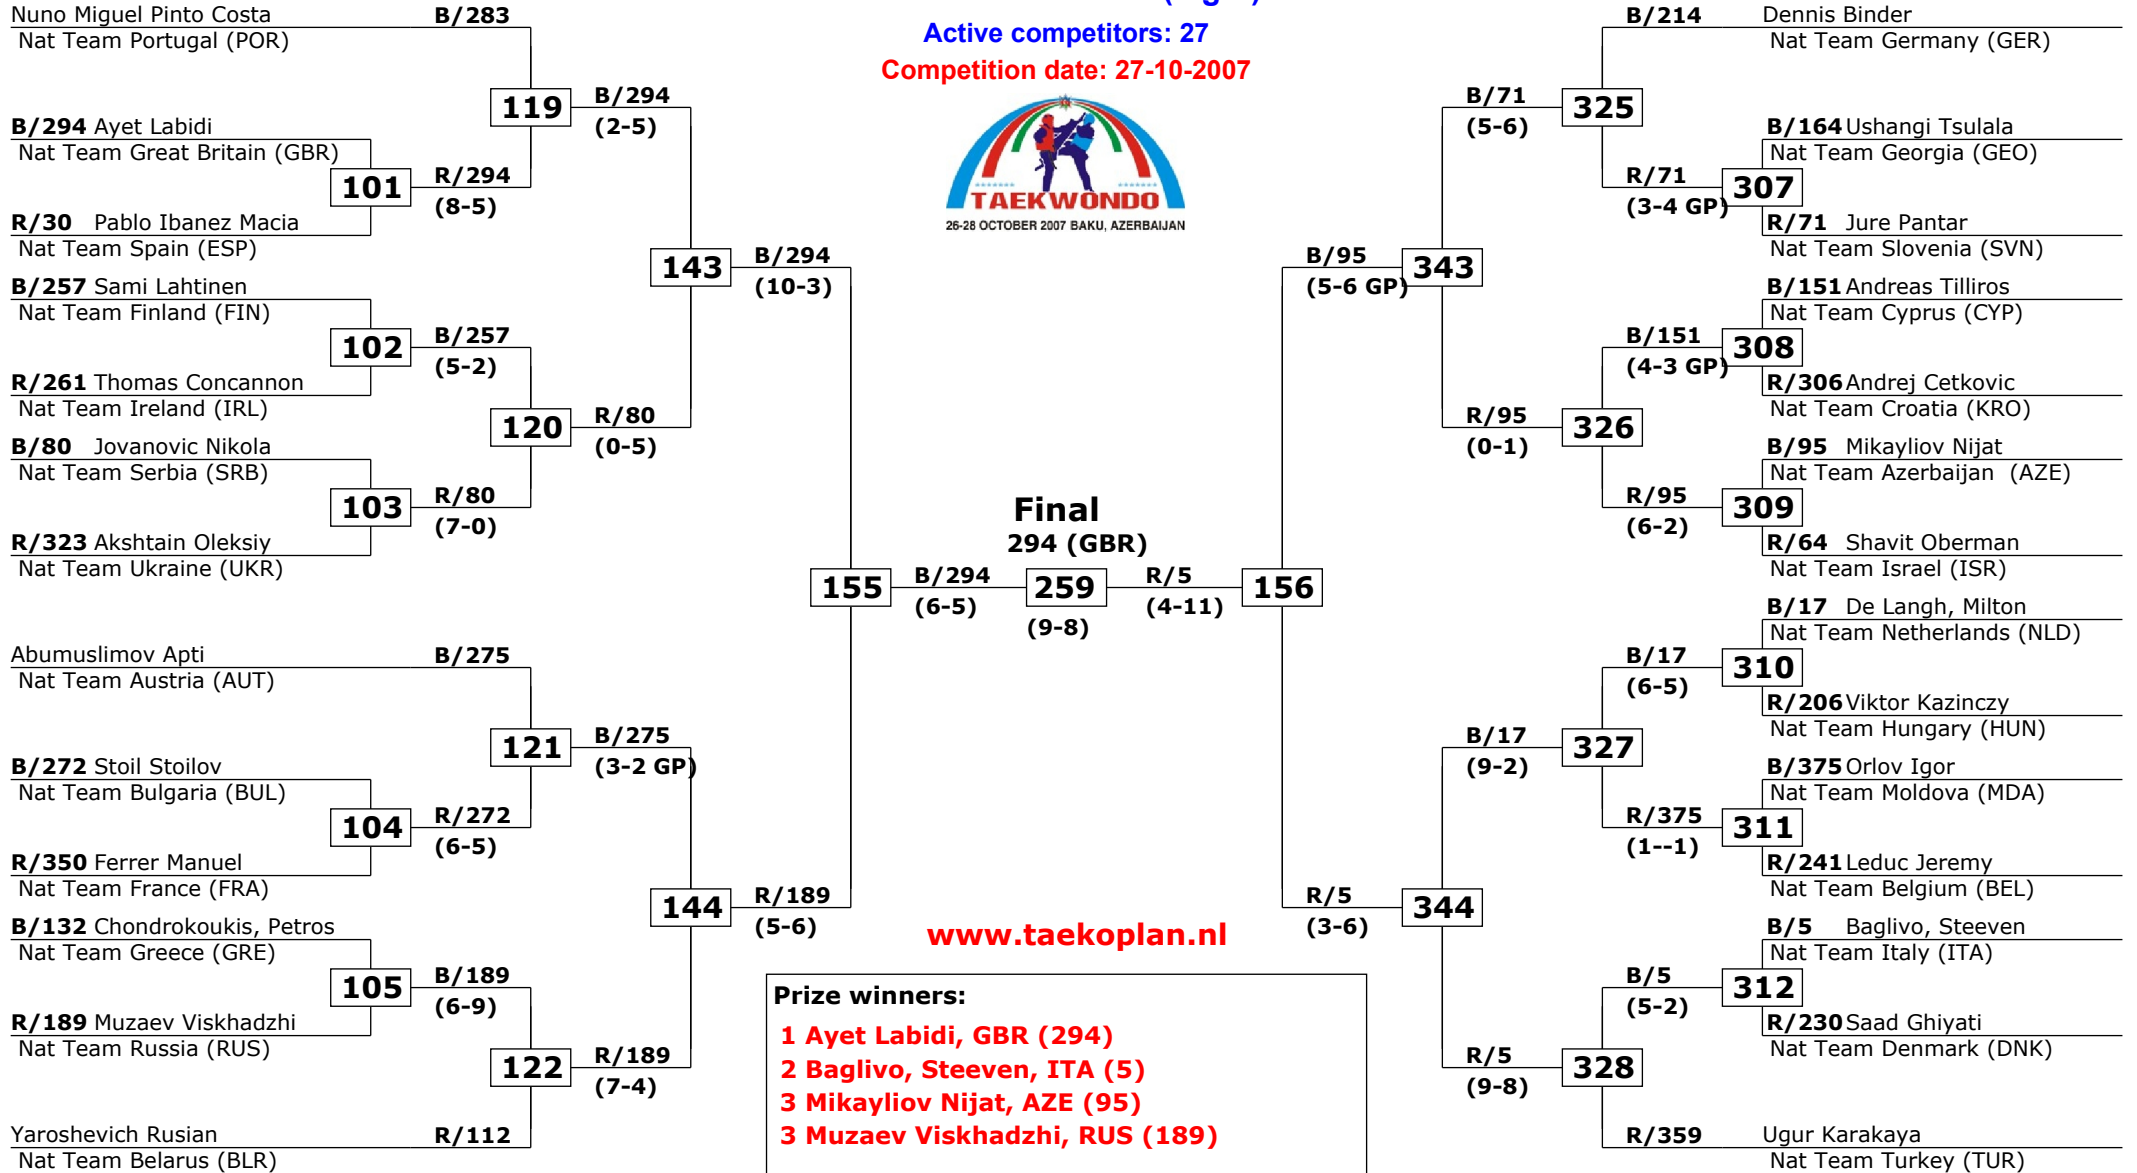 Nuno Miguel Pinto Costa
B/283
Nat Team Portugal (POR)
119
B/294
(2-5)
B/294 Ayet Labidi
Nat Team Great Britain (GBR)
101
R/294
(8-5)
R/30 Pablo Ibanez Macia
Nat Team Spain (ESP)
143
B/294
(10-3)
B/257 Sami Lahtinen
Nat Team Finland (FIN)
102
B/257
(5-2)
R/261 Thomas Concannon
Nat Team Ireland (IRL)
120
R/80
(0-5)
B/80 Jovanovic Nikola
Nat Team Serbia (SRB)
103
R/80
(7-0)
R/323 Akshtain Oleksiy
Nat Team Ukraine (UKR)
155
B/294
(6-5)
Abumuslimov Apti
B/275
Nat Team Austria (AUT)
121
B/275
(3-2 GP)
B/272 Stoil Stoilov
Nat Team Bulgaria (BUL)
104
R/272
(6-5)
R/350 Ferrer Manuel
Nat Team France (FRA)
144
R/189
(5-6)
B/132 Chondrokoukis, Petros
Nat Team Greece (GRE)
105
B/189
(6-9)
R/189 Muzaev Viskhadzhi
Nat Team Russia (RUS)
122
R/189
(7-4)
Yaroshevich Rusian
R/112
Nat Team Belarus (BLR)
Active competitors: 27
Competition date: 27-10-2007
TAEKWONDO
26-28 OCTOBER 2007 BAKU, AZERBAIJAN
Final
294 (GBR)
259
(9-8)
R/5
(4-11)
156
www.taekoplan.nl
Prize winners:
1 Ayet Labidi, GBR (294)
2 Baglivo, Steeven, ITA (5)
3 Mikayliov Nijat, AZE (95)
3 Muzaev Viskhadzhi, RUS (189)
B/214
Dennis Binder
Nat Team Germany (GER)
B/71
(5-6)
325
B/164 Ushangi Tsulala
Nat Team Georgia (GEO)
R/71
(3-4 GP)
307
R/71 Jure Pantar
Nat Team Slovenia (SVN)
B/95
(5-6 GP)
343
B/151 Andreas Tilliros
Nat Team Cyprus (CYP)
B/151
(4-3 GP)
308
R/306 Andrej Cetkovic
Nat Team Croatia (KRO)
R/95
(0-1)
326
B/95 Mikayliov Nijat
Nat Team Azerbaijan (AZE)
R/95
(6-2)
309
R/64 Shavit Oberman
Nat Team Israel (ISR)
B/17 De Langh, Milton
Nat Team Netherlands (NLD)
B/17
(6-5)
310
R/206 Viktor Kazinczy
Nat Team Hungary (HUN)
B/17
(9-2)
327
B/375 Orlov Igor
Nat Team Moldova (MDA)
R/375
(1--1)
311
R/241 Leduc Jeremy
Nat Team Belgium (BEL)
R/5
(3-6)
344
B/5 Baglivo, Steeven
Nat Team Italy (ITA)
B/5
(5-2)
312
R/230 Saad Ghiyati
Nat Team Denmark (DNK)
R/5
(9-8)
328
R/359
Ugur Karakaya
Nat Team Turkey (TUR)